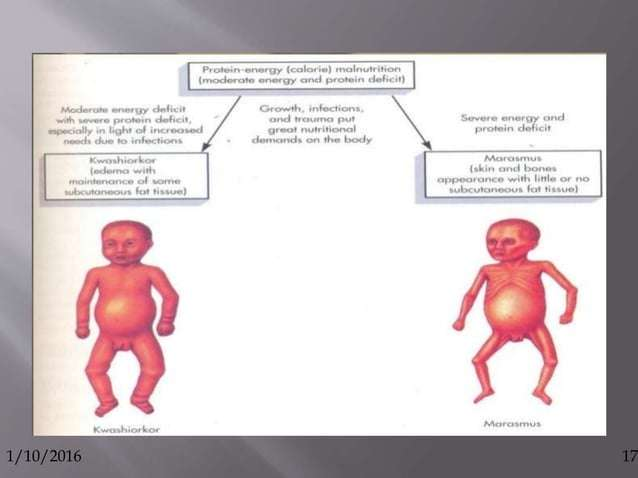 Protein-energy (calorie) malnutrition
(moderate energy and protein deficit)
Moderate energy deficit
with severe protein deficit,
especially in light of increased
needs due to infections
Growth, infections,
and trauma put
great nutritional
demands on the body
Severe energy and
protein deficit
Kwashiorkor
(edema with
maintenance of some
subcutaneous fat tissue)
Marasmus
(skin and bones
appearance with little or no
subcutaneous fat tissue)
Kwashiorkor
Marasmus
1/10/2016
17